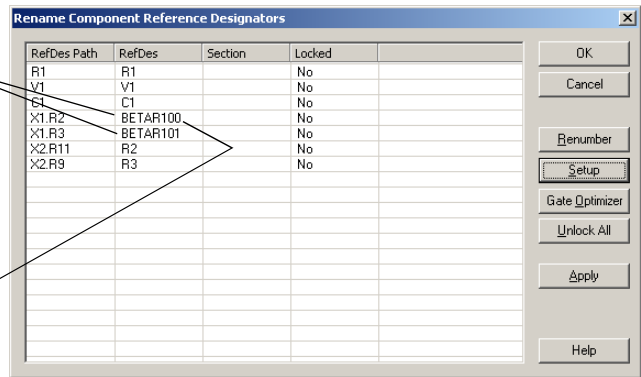 Rename Component Reference Designators
RefDes Path RefDes Section Locked
R1 R1 No
V1 V1 No
C1 C1 No
X1.R2 BETAR100 No
X1.R3 BETAR101 No
X2.R11 R2 No
X2.R9 R3 No
OK
Cancel
Renumber
Setup
Gate Optimizer
Unlock All
Apply
Help